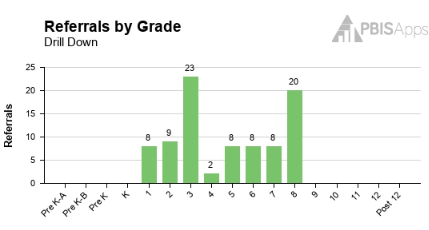 Referrals by Grade
Drill Down
PBISApps
Referrals
25
20
15
10
5
0
8
9
23
2
8
8
8
20
Pre K-A
Pre K-B
Pre K
K
1
2
3
4
5
6
7
8
9
10
11
12
Post 12